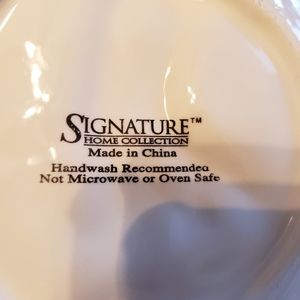 SIGNATURE™
HOME COLLECTION
Made in China
Handwash Recommended
Not Microwave or Oven Safe